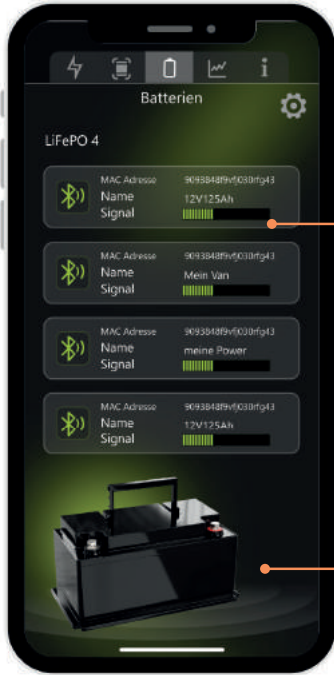 Batterien
LiFePO 4
MAC Adresse 9093848f9vfj030rfg43
Name 12V125Ah
Signal
MAC Adresse 9093848f9vfj030rfg43
Name Mein Van
Signal
MAC Adresse 9093848f9vfj030rfg43
Name meine Power
Signal
MAC Adresse 9093848f9vfj030rfg43
Name 12V125Ah
Signal